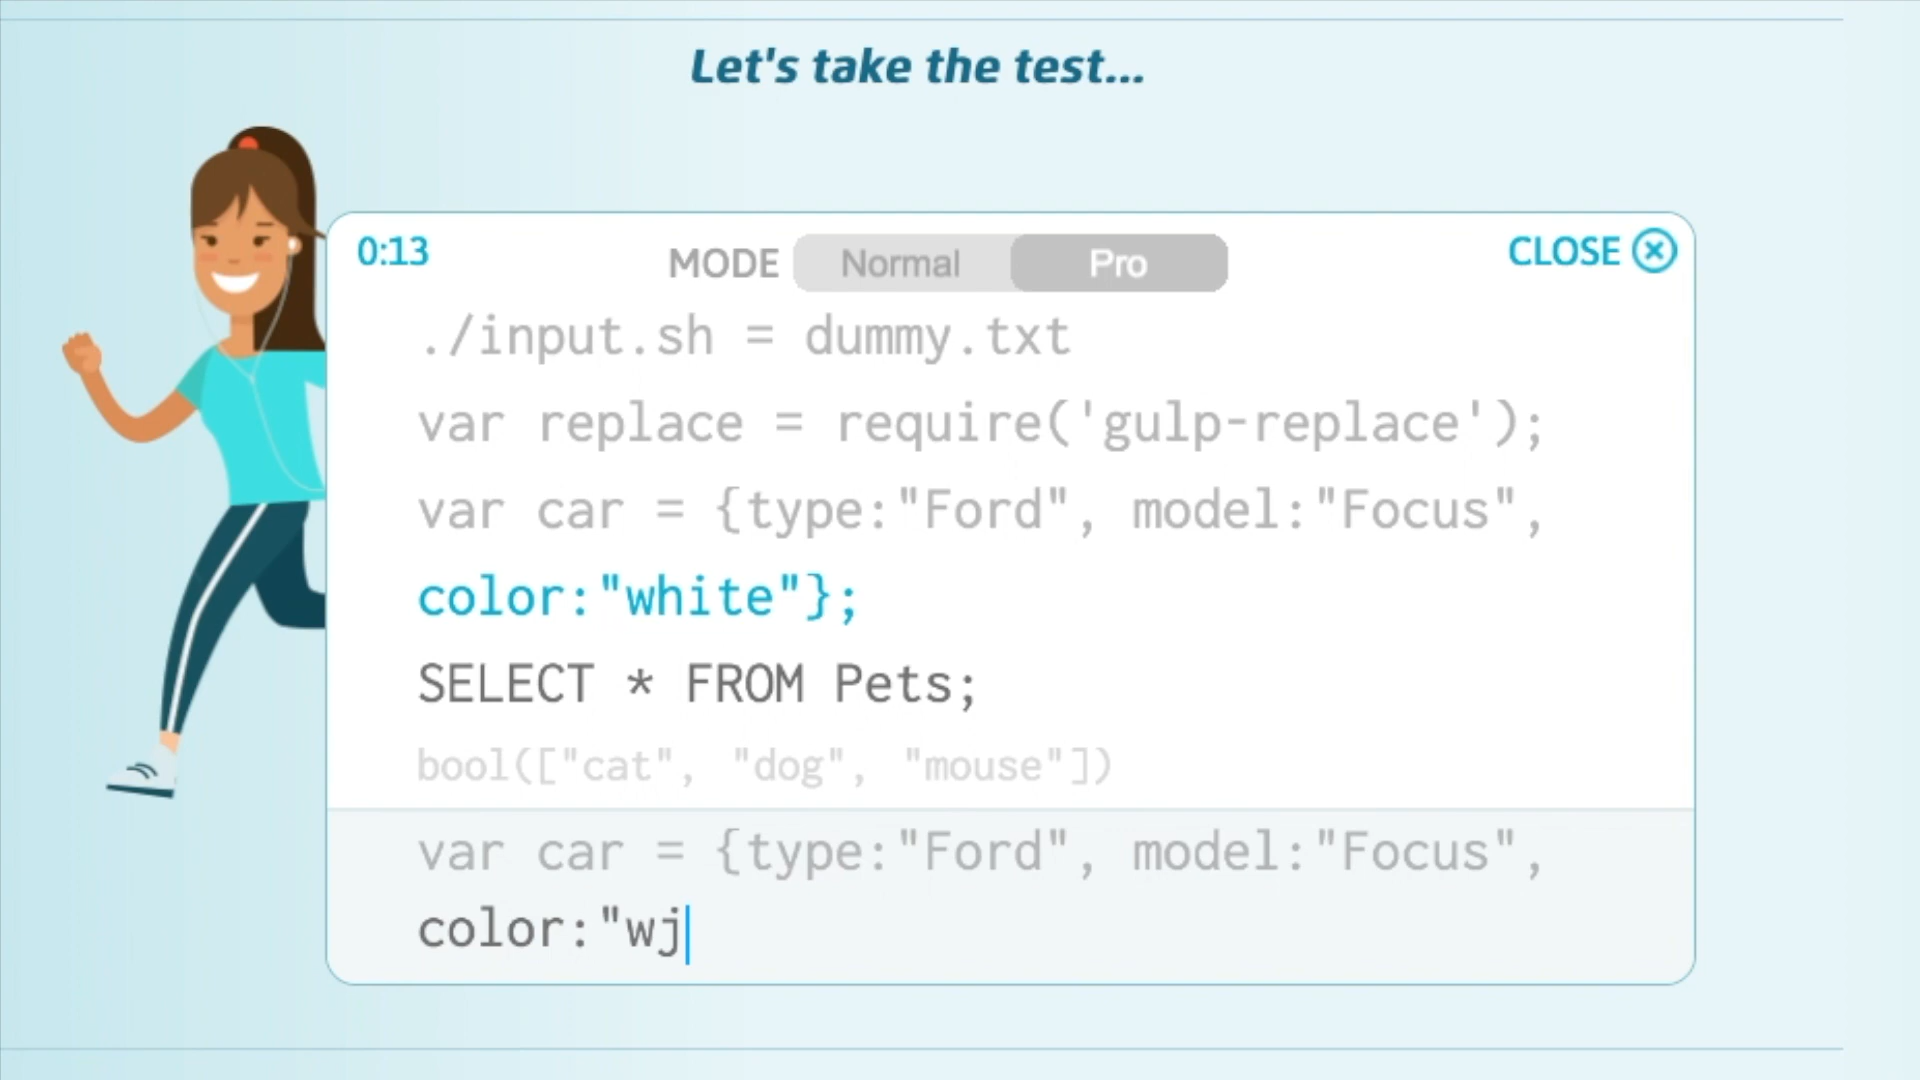 Let's take the test...
0:13
MODE Normal Pro
CLOSE
./input.sh = dummy.txt
var replace = require('gulp-replace');
var car = {type:"Ford", model:"Focus",
color:"white"};
SELECT * FROM Pets;
bool(["cat", "dog", "mouse"])
var car = {type:"Ford", model:"Focus",
color:"wj